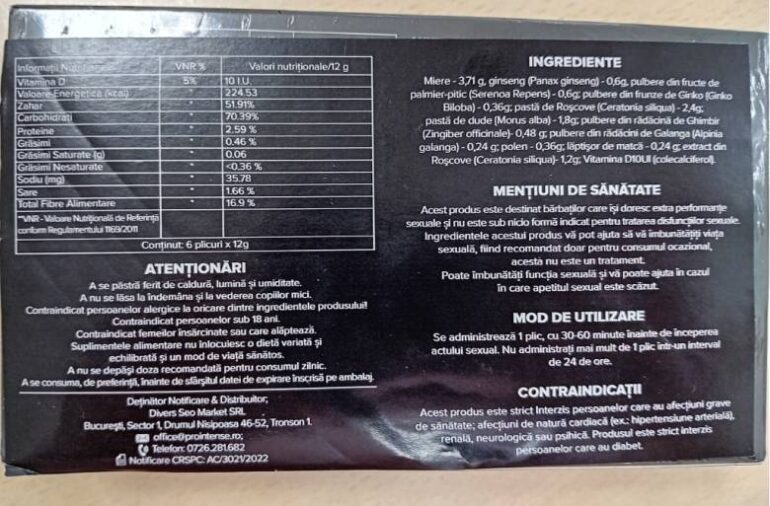 Informații Nutriționale VNR % Valori nutriționale/12 g
Vitamina D 5% 10 I.U.
Valoare Energetica (kcal) * 224.53
Zahar * 51.91%
Carbohidrati * 70.39%
Proteine * 2.59 %
Grăsimi * 0.46 %
Grăsimi Saturate (g) * 0.06
Grăsimi Nesaturate * <0.36 %
Sodiu (mg) * 35.78
Sare * 1.66 %
Total Fibre Alimentare * 16.9 %
*VNR - Valoare Nutrițională de Referință
conform Regulamentului 1169/2011
Conținut: 6 plicuri x 12g
ATENȚIONĂRI
A se păstră ferit de caldură, lumină și umiditate.
A nu se lăsa la îndemâna și la vederea copiilor mici.
Contraindicat persoanelor alergice la oricare dintre ingredientele produsului!
Contraindicat persoanelor sub 18 ani.
Contraindicat femeilor însărcinate sau care alăptează.
Suplimentele alimentare nu înlocuiesc o dietă variată și
echilibrată și un mod de viață sănatos.
A nu se depăși doza recomandată pentru consumul zilnic.
A se consuma, de preferință, înainte de sfârșitul datei de expirare înscrisă pe ambalaj.
Deținător Notificare & Distribuitor;
Divers Seo Market SRL
București, Sector 1, Drumul Nisipoasa 46-52, Tronson 1.
office@prointense.ro;
Telefon: 0726.281.682
Notificare CRSPC: AC/3021/2022
INGREDIENTE
Miere - 3,71 g, ginseng (Panax ginseng) - 0,6g, pulbere din fructe de
palmier-pitic (Serenoa Repens) - 0,6g; pulbere din frunze de Ginko (Ginko
Biloba) - 0,36g; pastă de Roșcove (Ceratonia siliqua) - 2,4g;
pastă de dude (Morus alba) - 1,8g; pulbere din rădăcină de Ghimbir
(Zingiber officinale)- 0,48 g; pulbere din rădăcini de Galanga (Alpinia
galanga) - 0,24 g; polen - 0,36g; lăptișor de matcă - 0,24 g; extract din
Roșcove (Ceratonia siliqua)- 1,2g; Vitamina D10UI (colecalciferol).
MENȚIUNI DE SĂNĂTATE
Acest produs este destinat bărbaților care își doresc extra performanțe
sexuale și nu este sub nicio formă indicat pentru tratarea disfuncțiilor sexuale.
Ingredientele acestui produs vă pot ajuta să vă îmbunătățiți viața
sexuală, fiind recomandat doar pentru consumul ocazional,
acesta nu este un tratament.
Poate îmbunătăți funcția sexuală și vă poate ajuta în cazul
în care apetitul sexual este scăzut.
MOD DE UTILIZARE
Se administrează 1 plic, cu 30-60 minute înainte de începerea
actului sexual. Nu administrați mai mult de 1 plic într-un interval
de 24 de ore.
CONTRAINDICAȚII
Acest produs este strict Interzis persoanelor care au afecțiuni grave
de sănătate; afecțiuni de natură cardiacă (ex.: hipertensiune arterială),
renală, neurologică sau psihică. Produsul este strict interzis
persoanelor care au diabet.